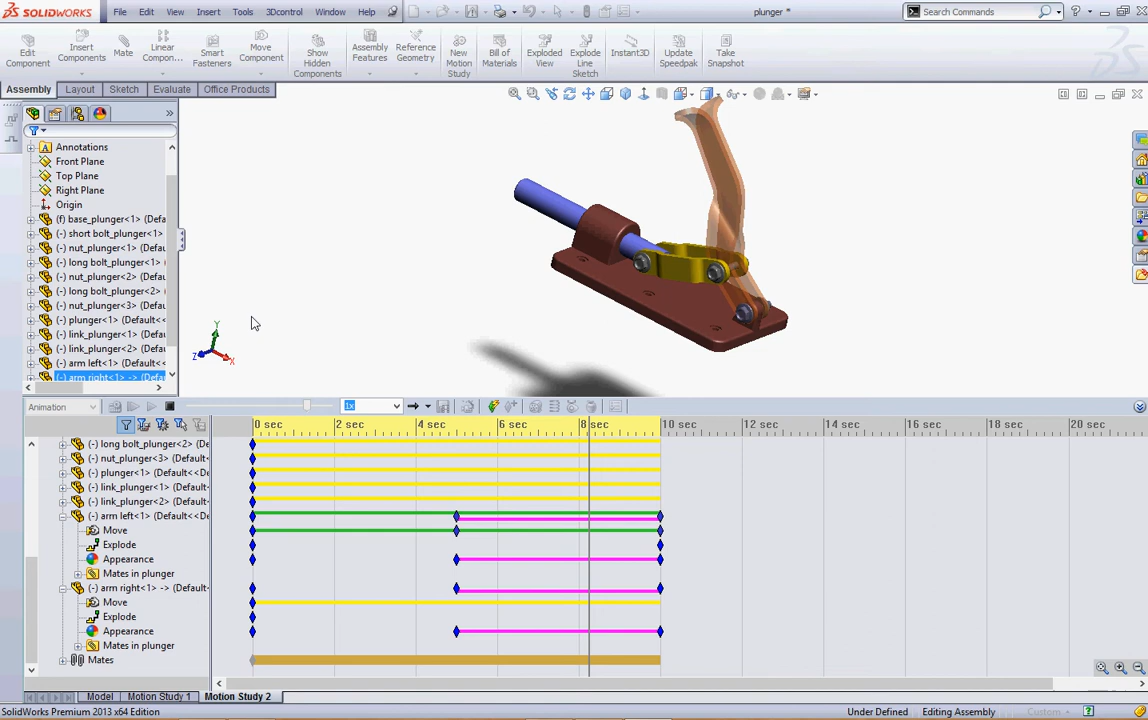 SOLIDWORKS File Edit View Insert Tools 3Dcontrol Window Help plunger * Search Commands
Edit Component
Insert Components
Mate
Linear Compon...
Smart Fasteners
Move Component
Show Hidden Components
Assembly Features
Reference Geometry
New Motion Study
Bill of Materials
Exploded View
Explode Line Sketch
Instant3D
Update Speedpak
Take Snapshot
Assembly Layout Sketch Evaluate Office Products
Annotations
Front Plane
Top Plane
Right Plane
Origin
(f) base_plunger<1> (Defa
(-) short bolt_plunger<1>
(-) nut_plunger<1> (Defau
(-) long bolt_plunger<1> (
(-) nut_plunger<2> (Defau
(-) long bolt_plunger<2> (
(-) nut_plunger<3> (Defau
(-) plunger<1> (Default<<
(-) link_plunger<1> (Defau
(-) link_plunger<2> (Defau
(-) arm left<1> (Default<<
(-) arm right<1> -> (Defau
Y
Z
X
Animation 1x
0 sec 2 sec 4 sec 6 sec 8 sec 10 sec 12 sec 14 sec 16 sec 18 sec 20 sec
(-) long bolt_plunger<2> (De
(-) nut_plunger<3> (Default<
(-) plunger<1> (Default<<De
(-) link_plunger<1> (Default<
(-) link_plunger<2> (Default<
(-) arm left<1> (Default<<De
Move
Explode
Appearance
Mates in plunger
(-) arm right<1> -> (Default<
Move
Explode
Appearance
Mates in plunger
Mates
Model Motion Study 1 Motion Study 2
SolidWorks Premium 2013 x64 Edition Under Defined Editing Assembly Custom